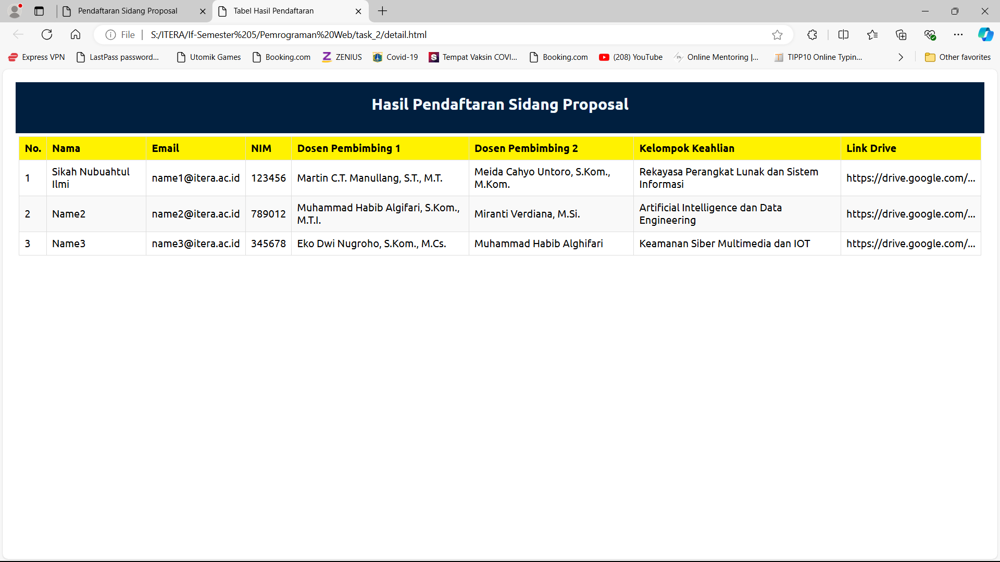 Pendaftaran Sidang Proposal
Tabel Hasil Pendaftaran
File
S:/ITERA/If-Semester%205/Pemrograman%20Web/task_2/detail.html
Express VPN
LastPass password...
Utomik Games
Booking.com
ZENIUS
Covid-19
Tempat Vaksin COVI...
Booking.com
(208) YouTube
Online Mentoring |...
TIPP10 Online Typin...
Other favorites
Hasil Pendaftaran Sidang Proposal
No. Nama Email NIM Dosen Pembimbing 1 Dosen Pembimbing 2 Kelompok Keahlian Link Drive
1
Sikah Nubuahtul
Ilmi
name1@itera.ac.id
123456
Martin C.T. Manullang, S.T., M.T.
Meida Cahyo Untoro, S.Kom.,
M.Kom.
Rekayasa Perangkat Lunak dan Sistem
Informasi
https://drive.google.com/...
2
Name2
name2@itera.ac.id
789012
Muhammad Habib Algifari, S.Kom.,
M.T.I.
Miranti Verdiana, M.Si.
Artificial Intelligence dan Data
Engineering
https://drive.google.com/...
3
Name3
name3@itera.ac.id
345678
Eko Dwi Nugroho, S.Kom., M.Cs.
Muhammad Habib Alghifari
Keamanan Siber Multimedia dan IOT
https://drive.google.com/...